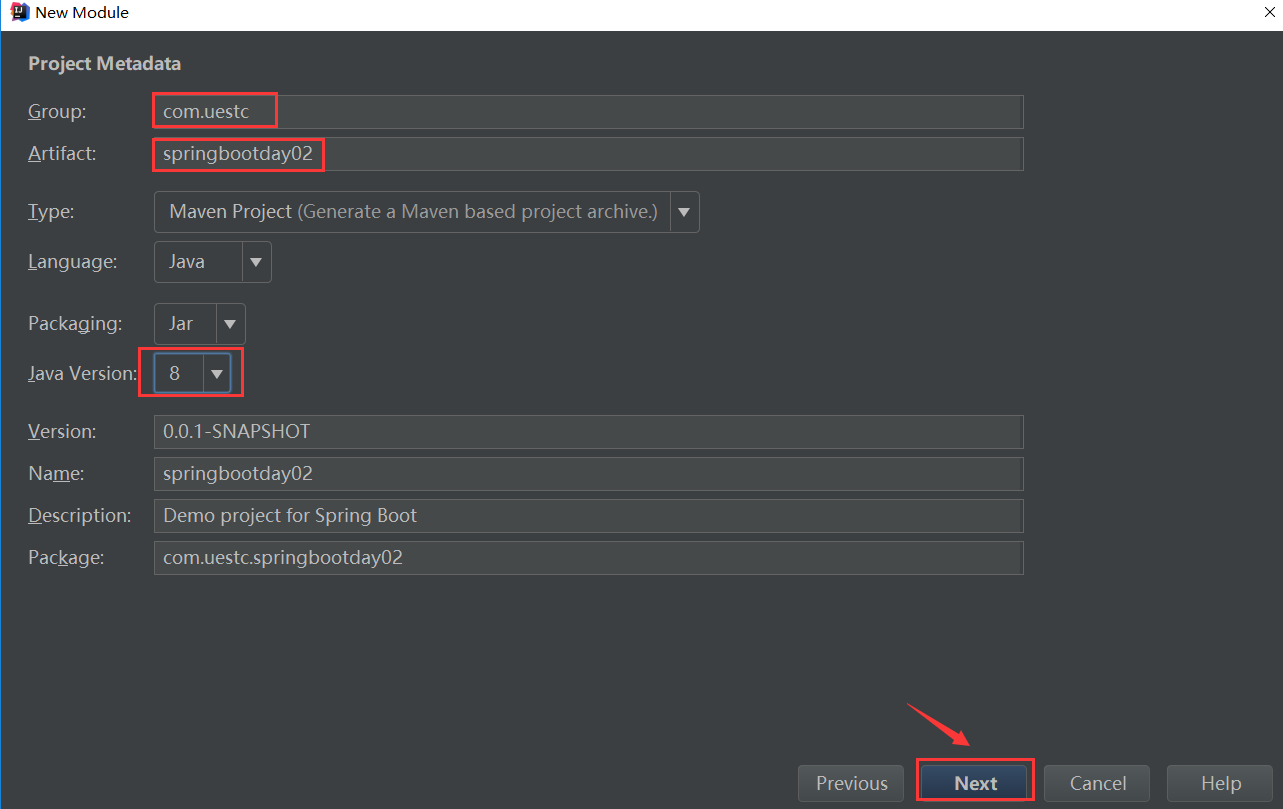 New Module
Project Metadata
Group: com.uestc
Artifact: springbootday02
Type: Maven Project (Generate a Maven based project archive.)
Language: Java
Packaging: Jar
Java Version: 8
Version: 0.0.1-SNAPSHOT
Name: springbootday02
Description: Demo project for Spring Boot
Package: com.uestc.springbootday02
Previous Next Cancel Help